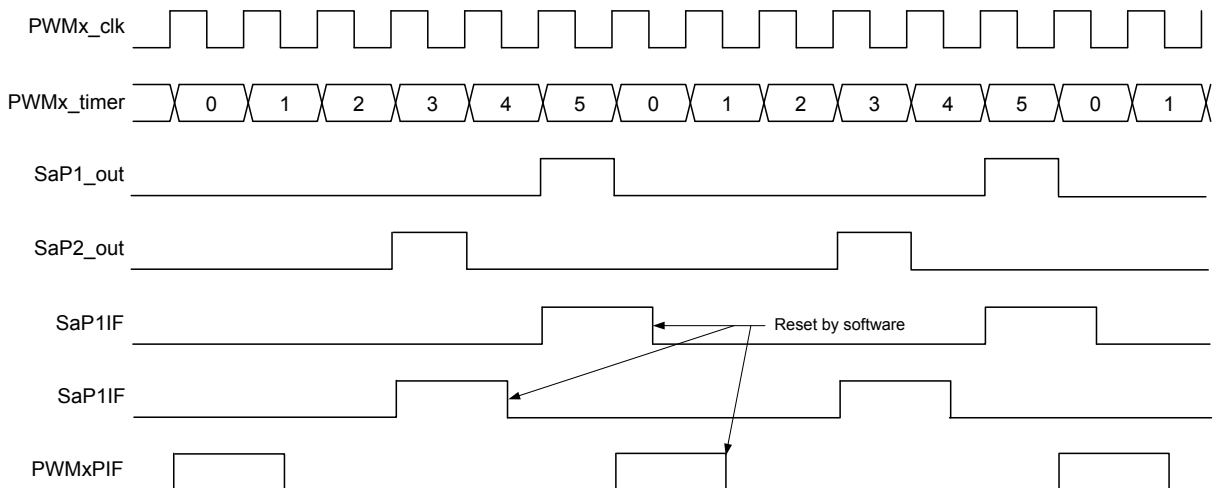 PWMx_clk
PWMx_timer 0 1 2 3 4 5 0 1 2 3 4 5 0 1
SaP1_out
SaP2_out
SaP1IF
Reset by software
SaP1IF
PWMxPIF